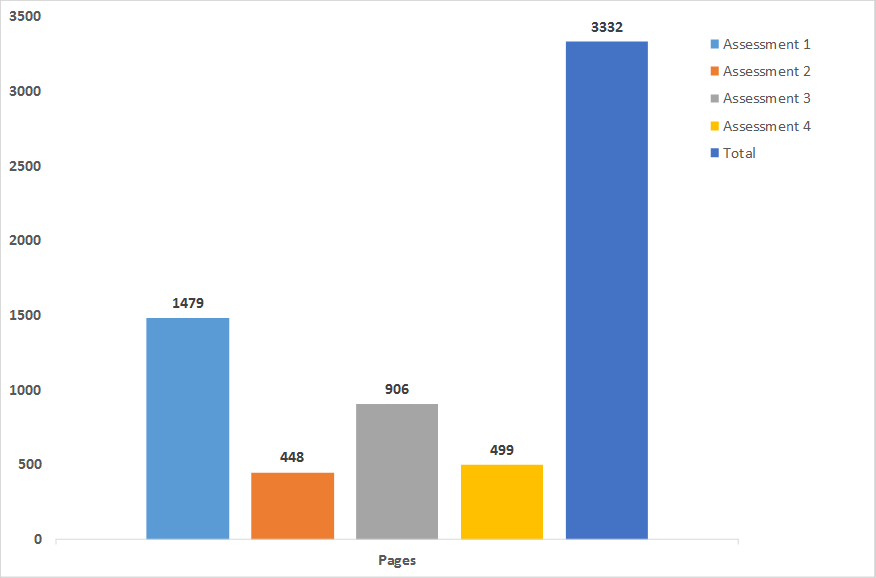 3500
3000
2500
2000
1500
1000
500
0
1479
448
906
499
3332
Pages
Assessment 1
Assessment 2
Assessment 3
Assessment 4
Total